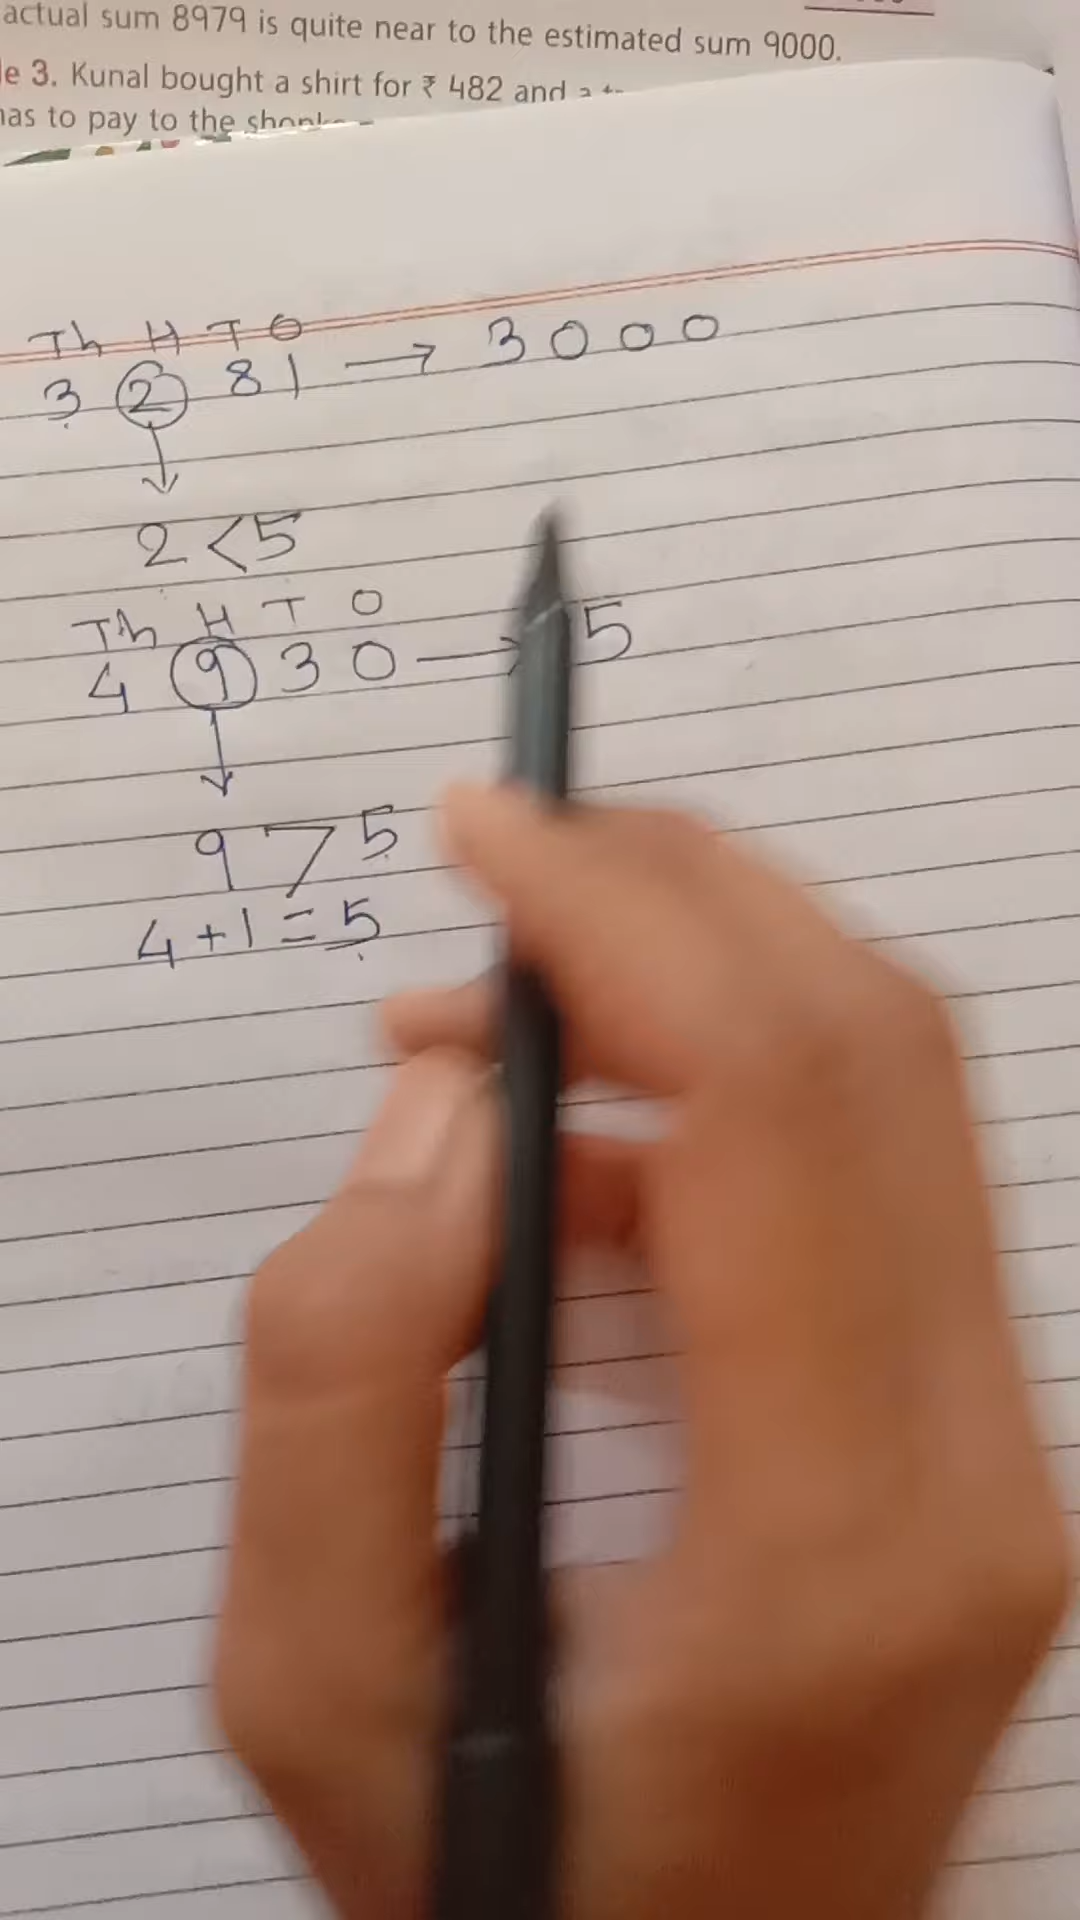 actual sum 8979 is quite near to the estimated sum 9000.
3. Kunal bought a shirt for ₹ 482 and a
has to pay to the
Th H T O
3 2 8 1 → 3 0 0 0
2 < 5
Th H T O
4 9 3 0 → 5
9 > 5
4 + 1 = 5